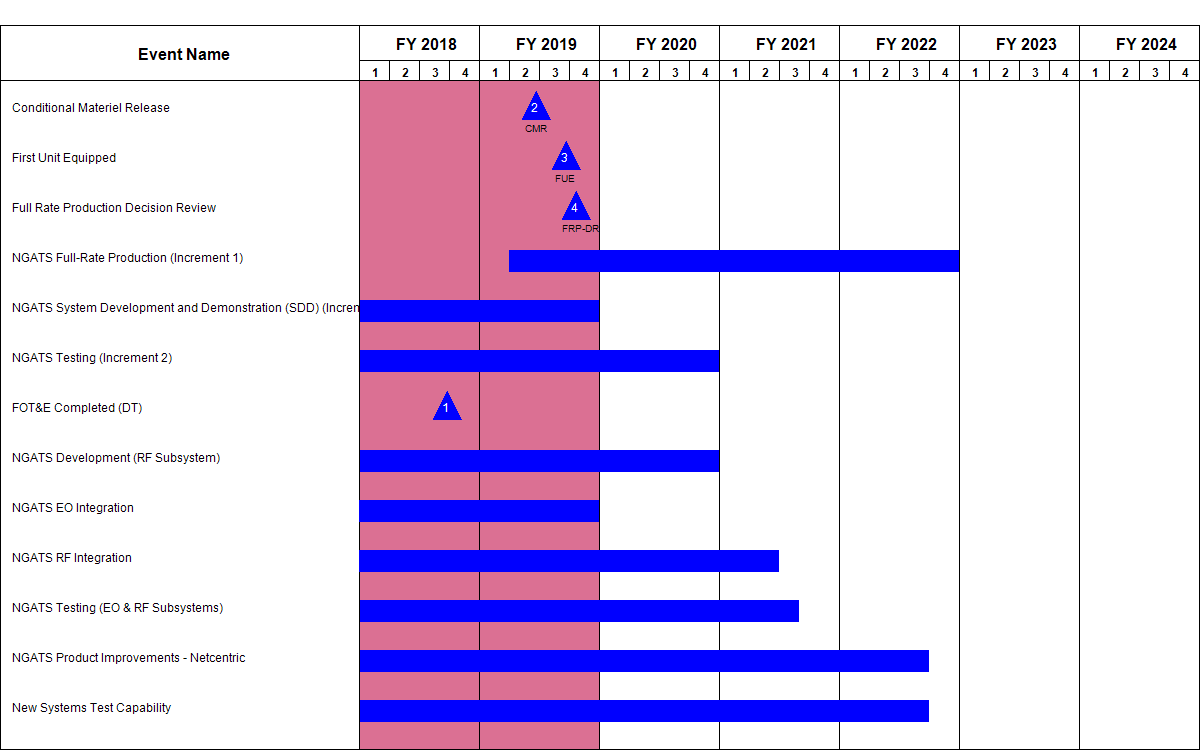 Event Name
FY 2018 FY 2019 FY 2020 FY 2021 FY 2022 FY 2023 FY 2024
1 2 3 4 1 2 3 4 1 2 3 4 1 2 3 4 1 2 3 4 1 2 3 4 1 2 3 4
Conditional Materiel Release 2
CMR
First Unit Equipped 3
FUE
Full Rate Production Decision Review 4
FRP-DR
NGATS Full-Rate Production (Increment 1)
NGATS System Development and Demonstration (SDD) (Incren
NGATS Testing (Increment 2)
FOT&E Completed (DT) 1
NGATS Development (RF Subsystem)
NGATS EO Integration
NGATS RF Integration
NGATS Testing (EO & RF Subsystems)
NGATS Product Improvements - Netcentric
New Systems Test Capability